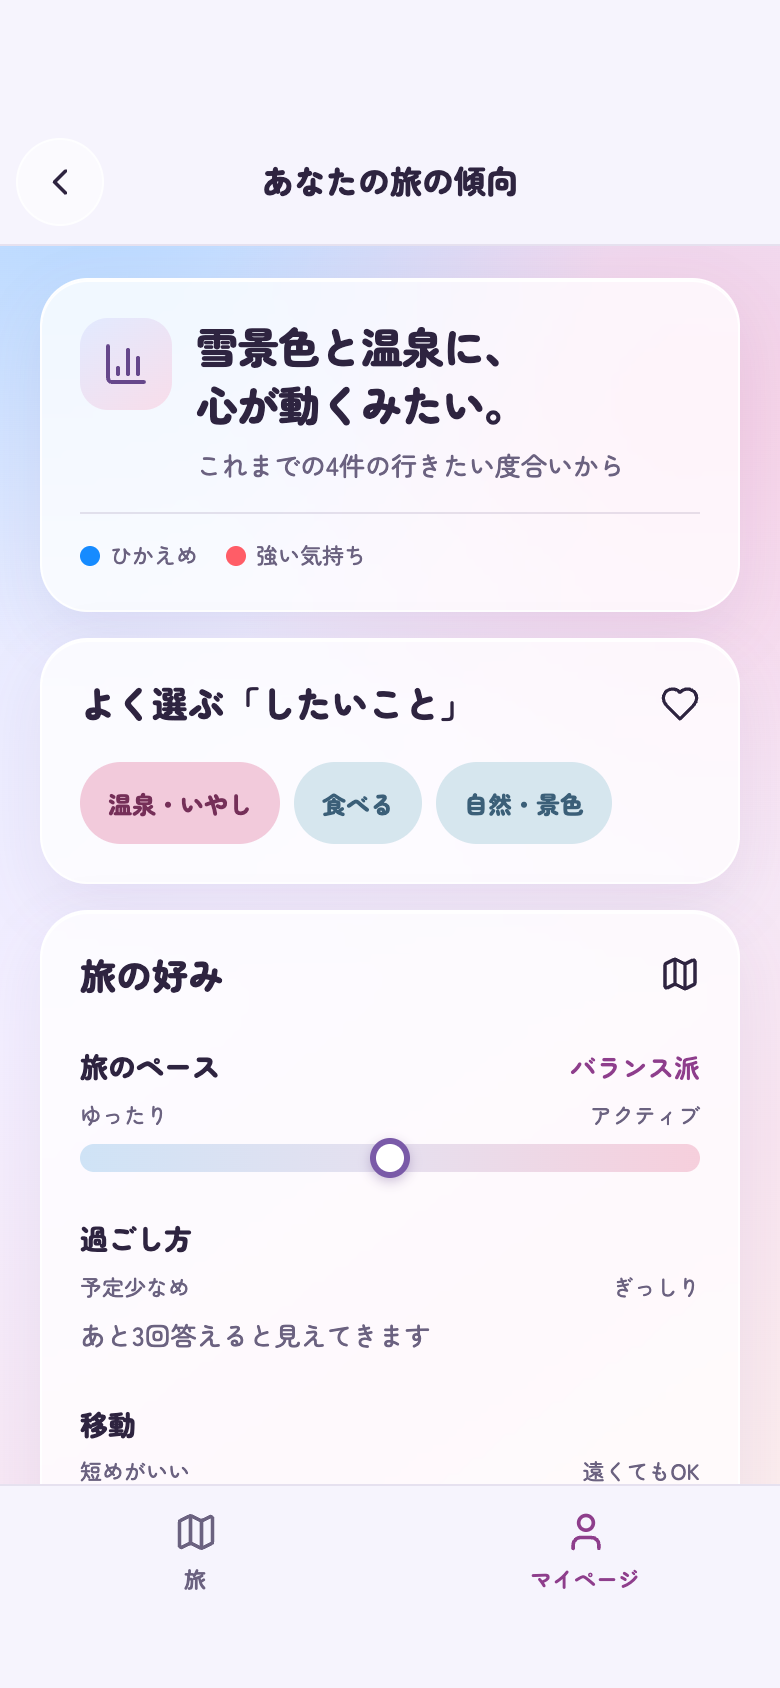 あなたの旅の傾向
雪景色と温泉に、
心が動くみたい。
これまでの4件の行きたい度合いから
ひかえめ 強い気持ち
よく選ぶ「したいこと」
温泉・いやし 食べる 自然・景色
旅の好み
旅のペース バランス派
ゆったり アクティブ
過ごし方
予定少なめ ぎっしり
あと3回答えると見えてきます
移動
短めがいい 遠くてもOK
旅 マイページ